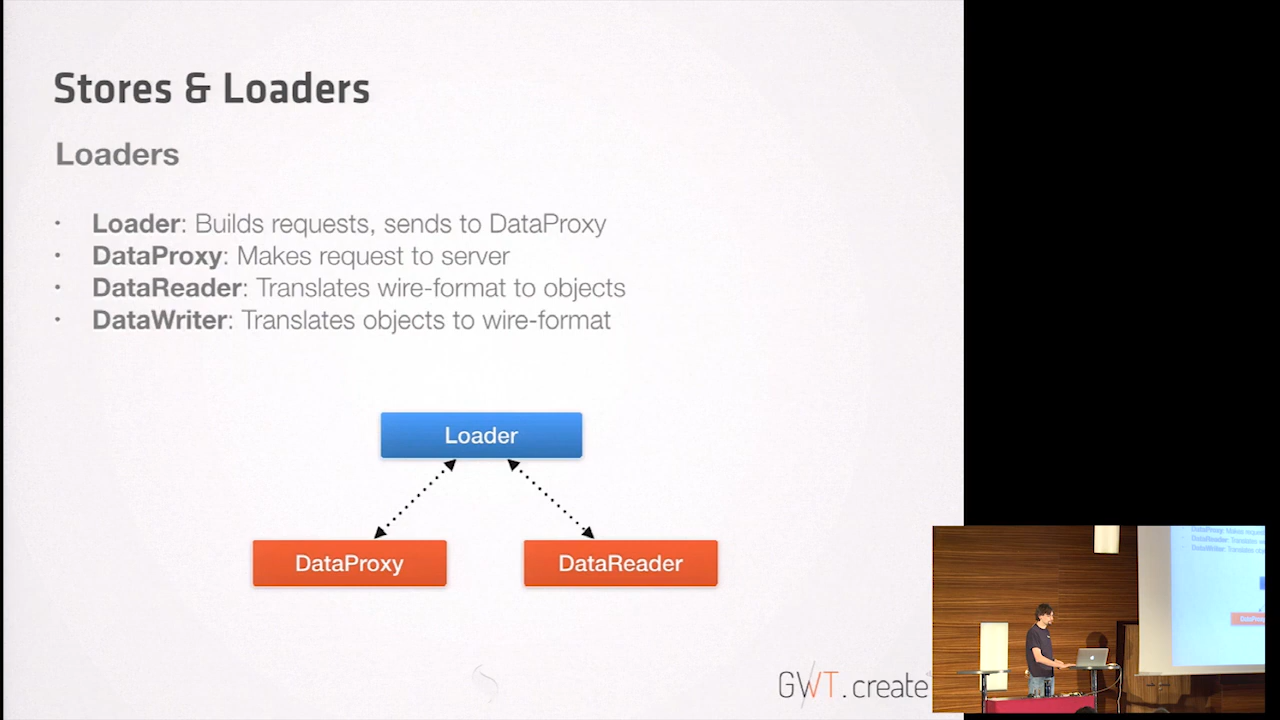 Stores & Loaders
Loaders
• Loader: Builds requests, sends to DataProxy
• DataProxy: Makes request to server
• DataReader: Translates wire-format to objects
• DataWriter: Translates objects to wire-format
Loader
DataProxy DataReader
GWT.create